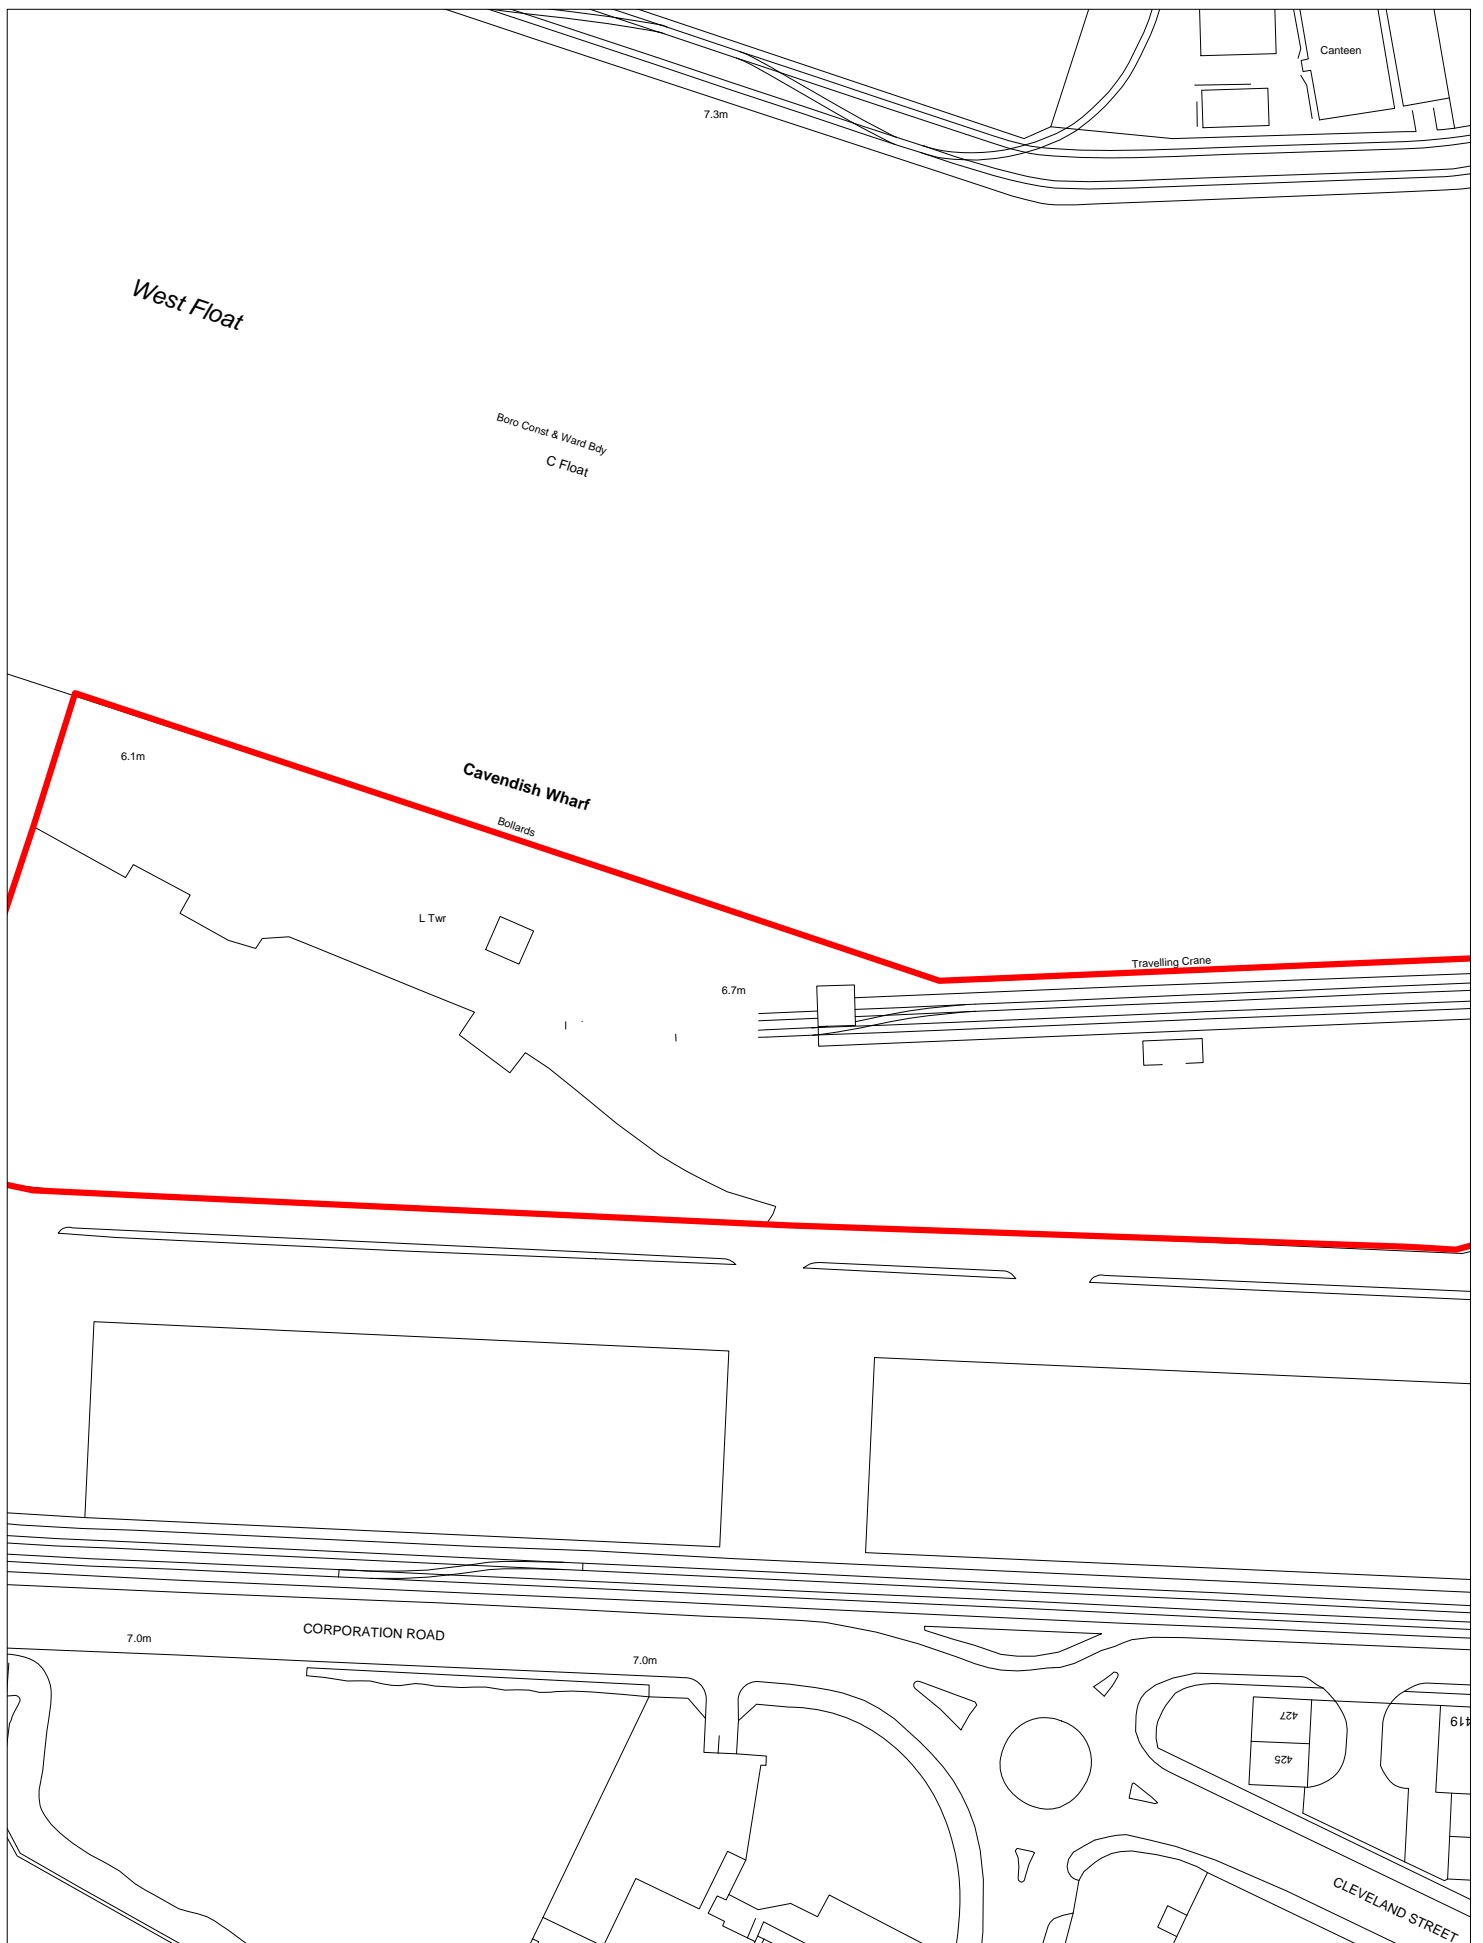 Canteen
7.3m
West Float
Boro Const & Ward Bdy
C Float
6.1m
Cavendish Wharf
Bollards
L Twr
Travelling Crane
6.7m
CORPORATION ROAD
7.0m
7.0m
427
419
425
CLEVELAND STREET